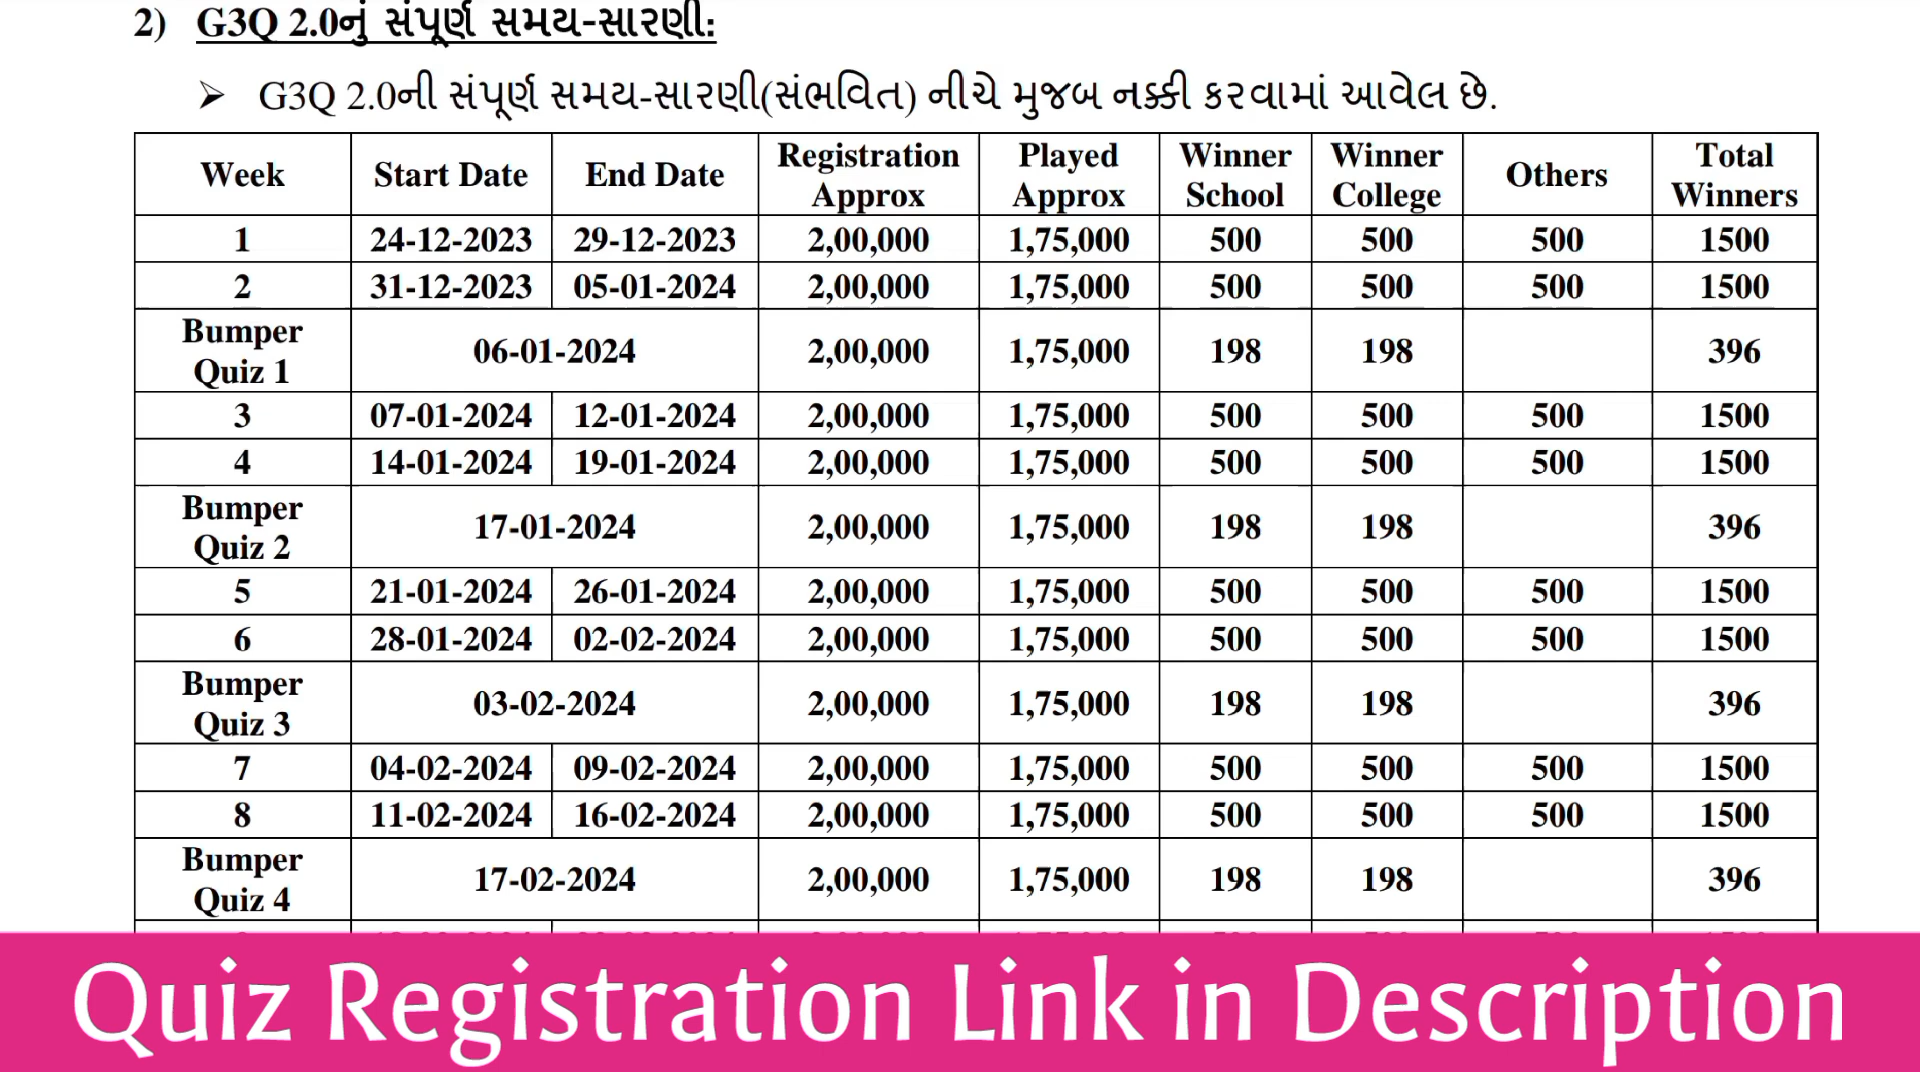 2) G3Q 2.0નું સંપૂર્ણ સમય-સારણી:
➢ G3Q 2.0ની સંપૂર્ણ સમય-સારણી(સંભવિત) નીચે મુજબ નક્કી કરવામાં આવેલ છે.
Week Start Date End Date Registration Approx Played Approx Winner School Winner College Others Total Winners
1 24-12-2023 29-12-2023 2,00,000 1,75,000 500 500 500 1500
2 31-12-2023 05-01-2024 2,00,000 1,75,000 500 500 500 1500
Bumper Quiz 1 06-01-2024 2,00,000 1,75,000 198 198 396
3 07-01-2024 12-01-2024 2,00,000 1,75,000 500 500 500 1500
4 14-01-2024 19-01-2024 2,00,000 1,75,000 500 500 500 1500
Bumper Quiz 2 17-01-2024 2,00,000 1,75,000 198 198 396
5 21-01-2024 26-01-2024 2,00,000 1,75,000 500 500 500 1500
6 28-01-2024 02-02-2024 2,00,000 1,75,000 500 500 500 1500
Bumper Quiz 3 03-02-2024 2,00,000 1,75,000 198 198 396
7 04-02-2024 09-02-2024 2,00,000 1,75,000 500 500 500 1500
8 11-02-2024 16-02-2024 2,00,000 1,75,000 500 500 500 1500
Bumper Quiz 4 17-02-2024 2,00,000 1,75,000 198 198 396
Quiz Registration Link in Description